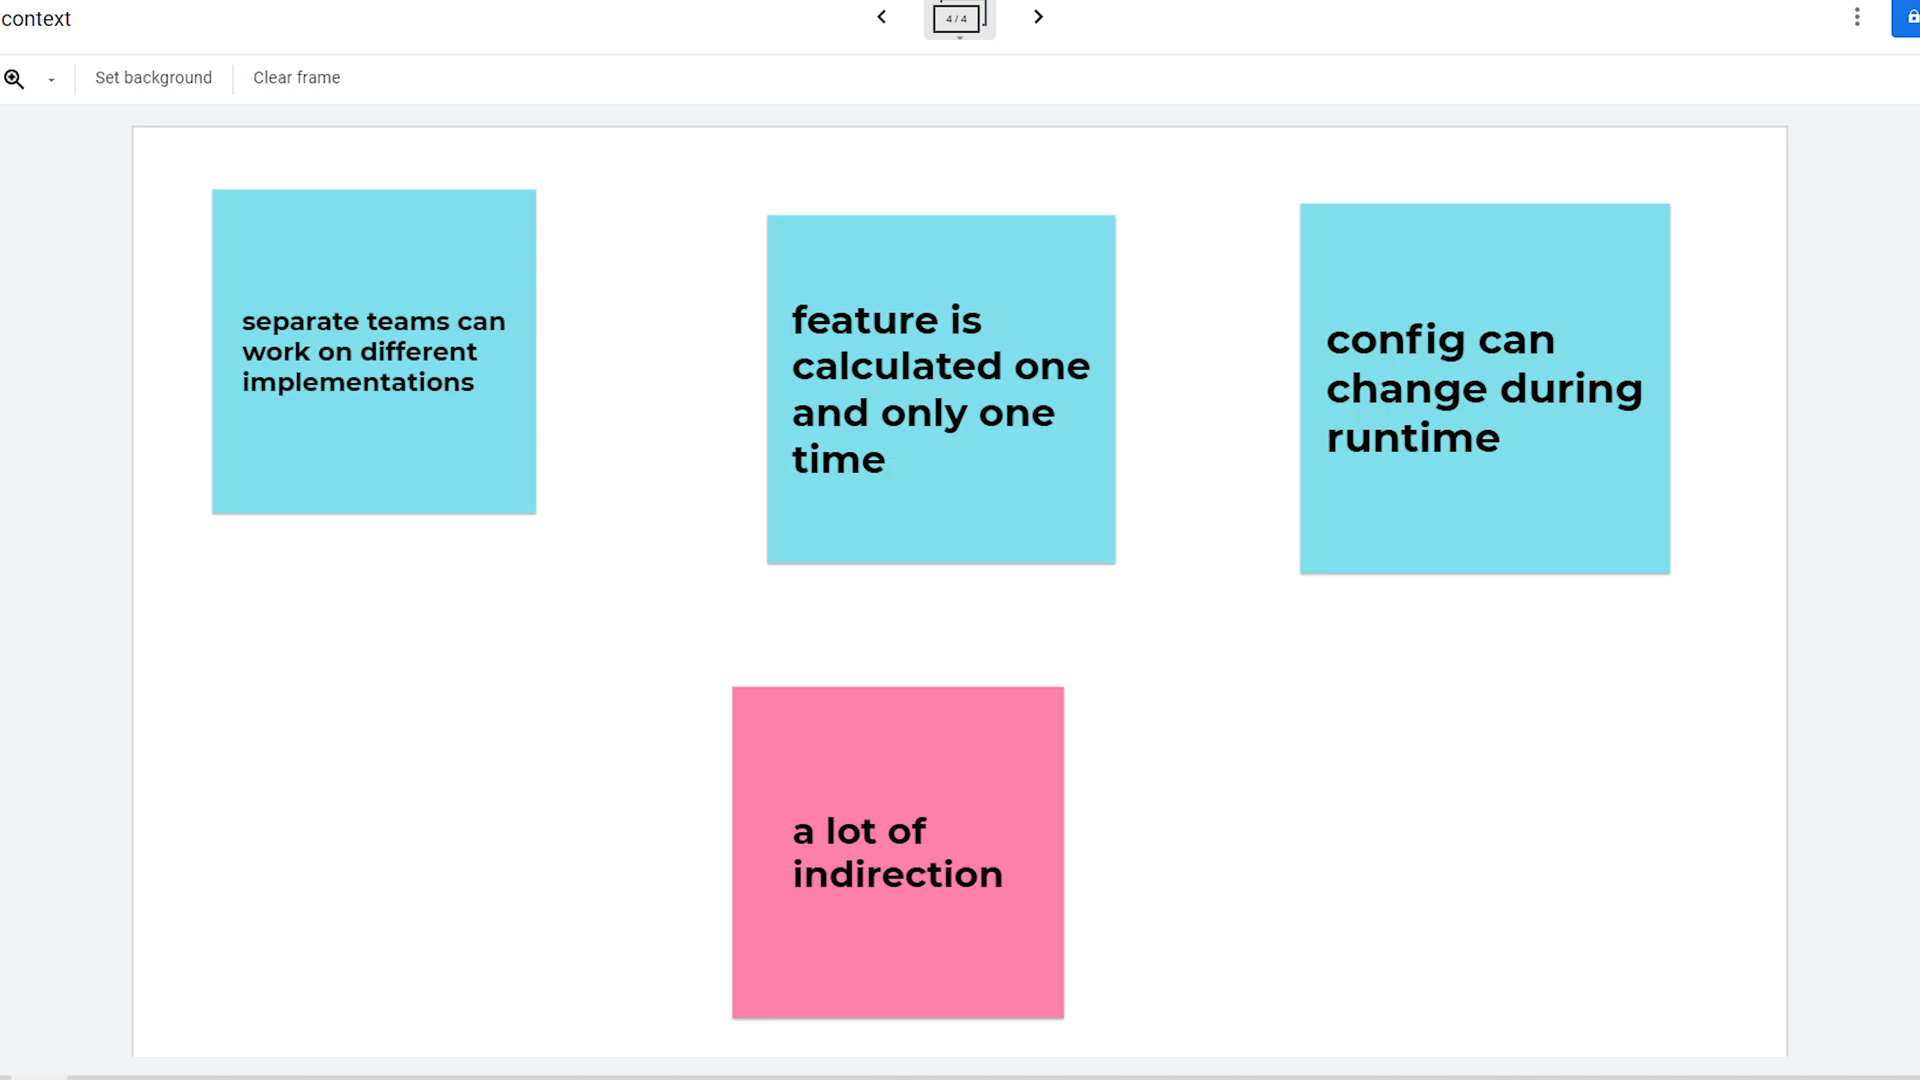 context
4 / 4
Set background
Clear frame
separate teams can
work on different
implementations
feature is
calculated one
and only one
time
config can
change during
runtime
a lot of
indirection